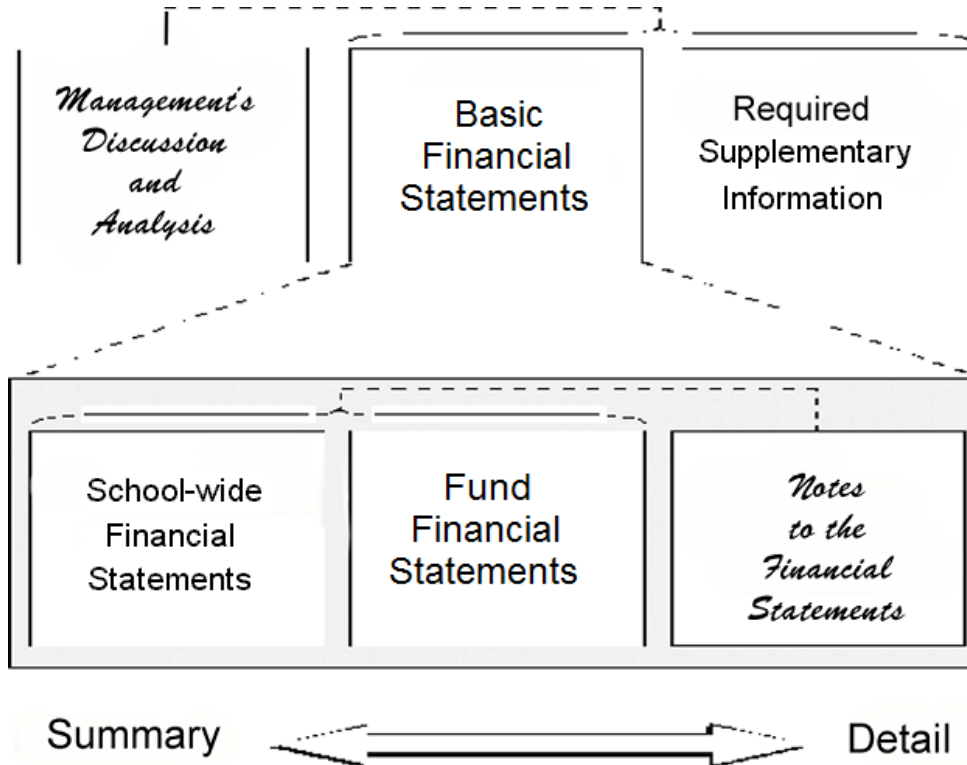 Management's
Discussion
and
Analysis
Basic
Financial
Statements
Required
Supplementary
Information
School-wide
Financial
Statements
Fund
Financial
Statements
Notes
to the
Financial
Statements
Summary
Detail